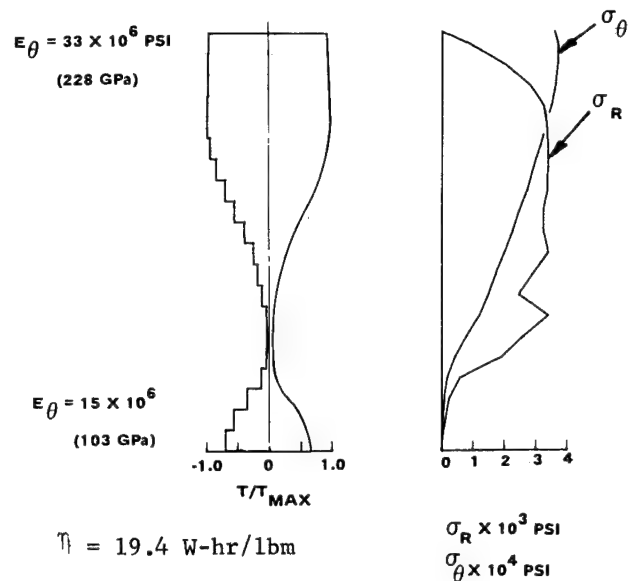 E_θ = 33 X 10^6 PSI
(228 GPa)
σ_θ
σ_R
E_θ = 15 X 10^6
(103 GPa)
-1.0 0 1.0
T/T_MAX
0 1 2 3 4
η = 19.4 W-hr/lbm
σ_R X 10^3 PSI
σ_θ X 10^4 PSI